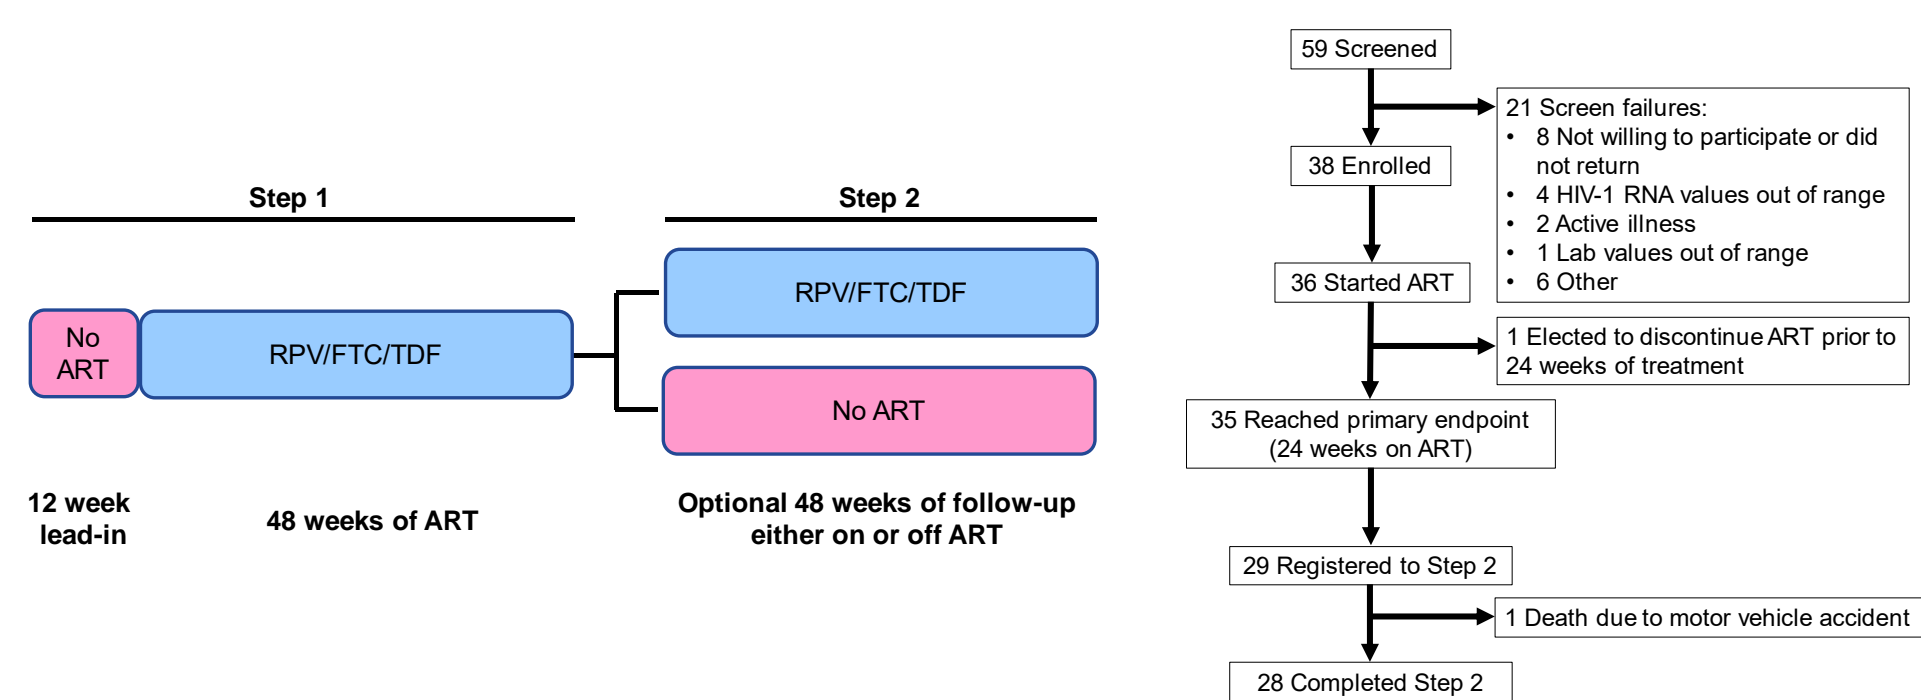 Step 1
Step 2
No
ART
RPV/FTC/TDF
RPV/FTC/TDF
No ART
12 week
lead-in
48 weeks of ART
Optional 48 weeks of follow-up
either on or off ART
59 Screened
21 Screen failures:
• 8 Not willing to participate or did
not return
• 4 HIV-1 RNA values out of range
• 2 Active illness
• 1 Lab values out of range
• 6 Other
38 Enrolled
36 Started ART
1 Elected to discontinue ART prior to
24 weeks of treatment
35 Reached primary endpoint
(24 weeks on ART)
29 Registered to Step 2
1 Death due to motor vehicle accident
28 Completed Step 2